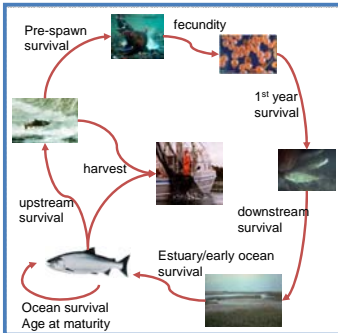 Pre-spawn
survival
fecundity
1st year
survival
harvest
upstream
survival
downstream
survival
Estuary/early ocean
survival
Ocean survival
Age at maturity